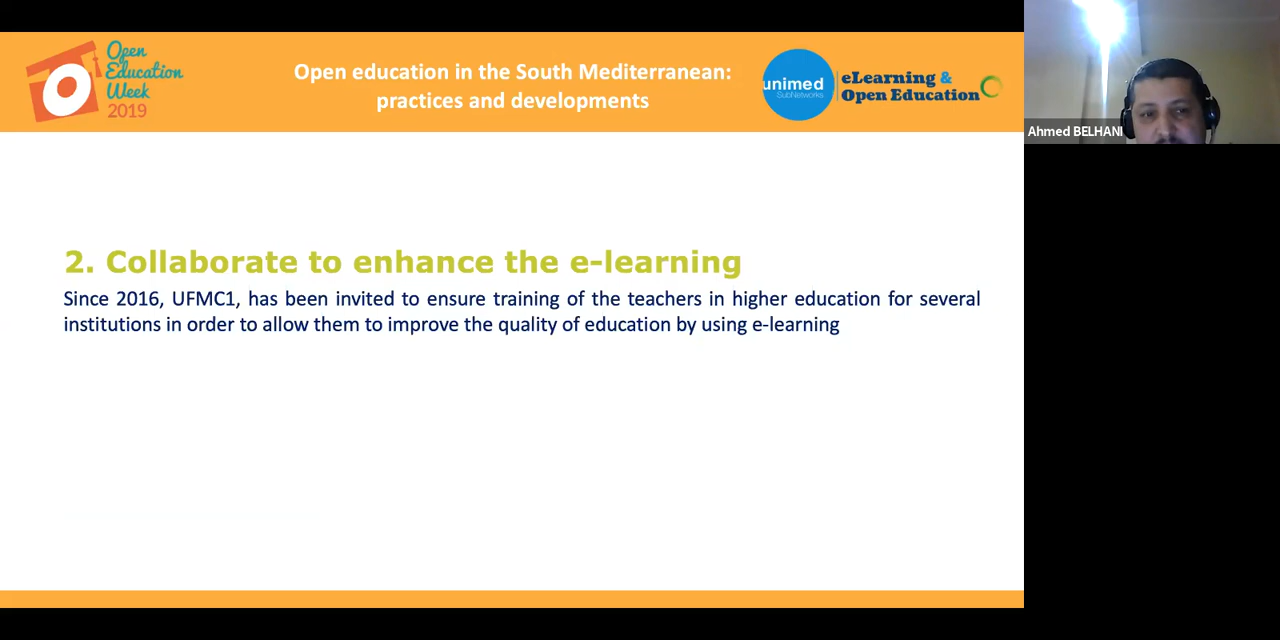 Open
Education
Week
2019
Open education in the South Mediterranean:
practices and developments
unimed
SubNetworks
eLearning &
Open Education
Ahmed BELHANI
2. Collaborate to enhance the e-learning
Since 2016, UFMC1, has been invited to ensure training of the teachers in higher education for several
institutions in order to allow them to improve the quality of education by using e-learning